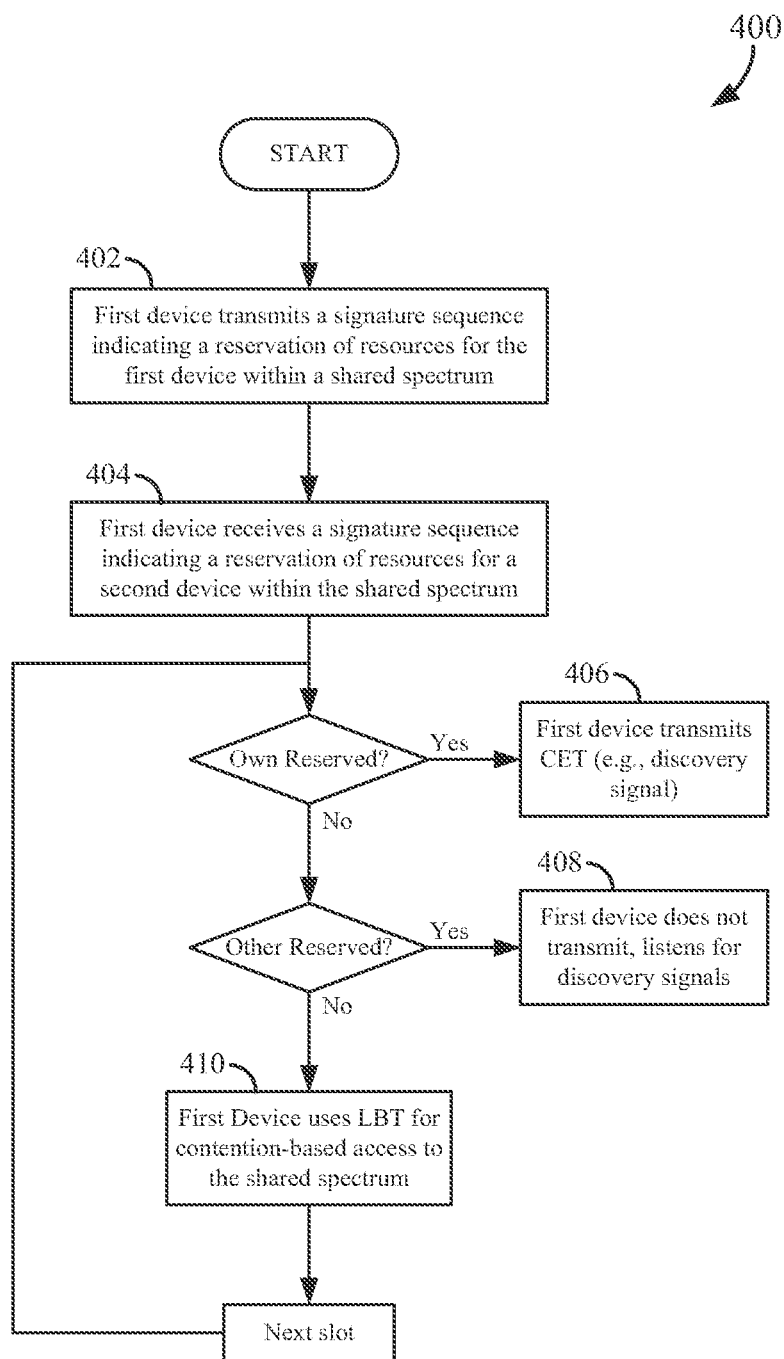 400
START
402
First device transmits a signature sequence
indicating a reservation of resources for the
first device within a shared spectrum
404
First device receives a signature sequence
indicating a reservation of resources for a
second device within the shared spectrum
406
Own Reserved?
Yes
First device transmits
CET (e.g., discovery
signal)
No
408
Other Reserved?
Yes
First device does not
transmit, listens for
discovery signals
No
410
First Device uses LBT for
contention-based access to
the shared spectrum
Next slot